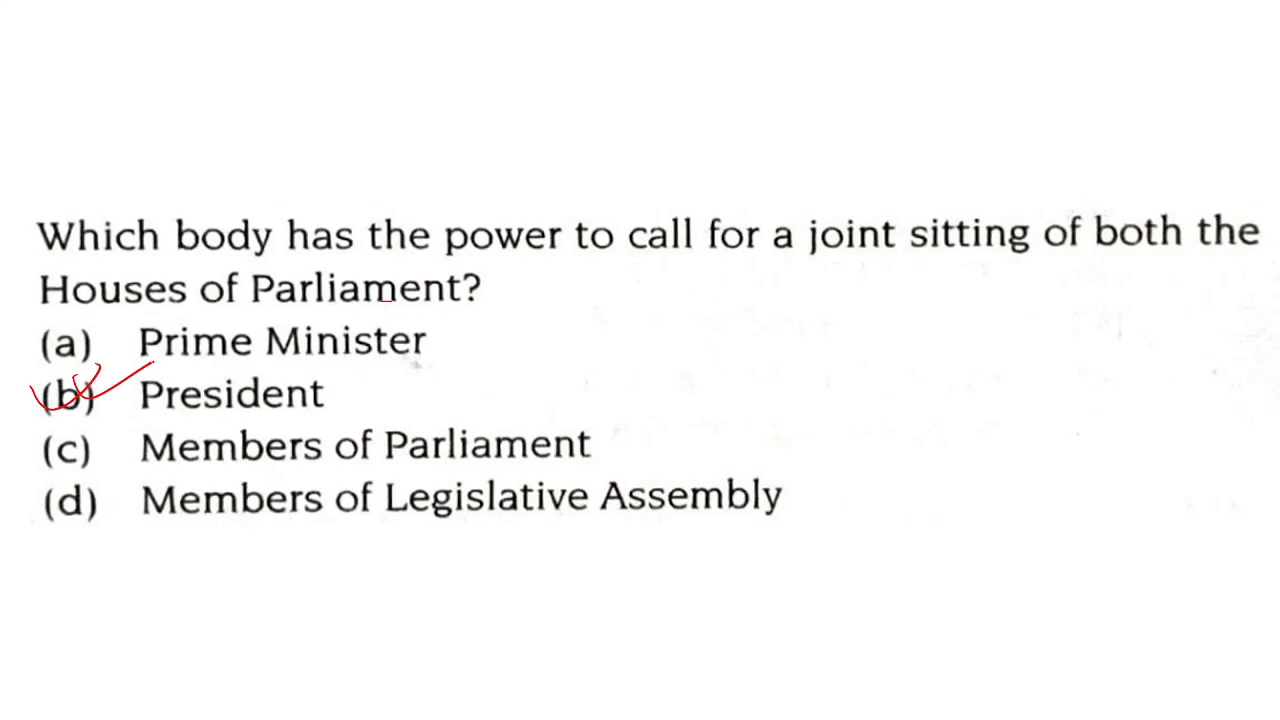 Which body has the power to call for a joint sitting of both the
Houses of Parliament?
(a) Prime Minister
(b) President
(c) Members of Parliament
(d) Members of Legislative Assembly